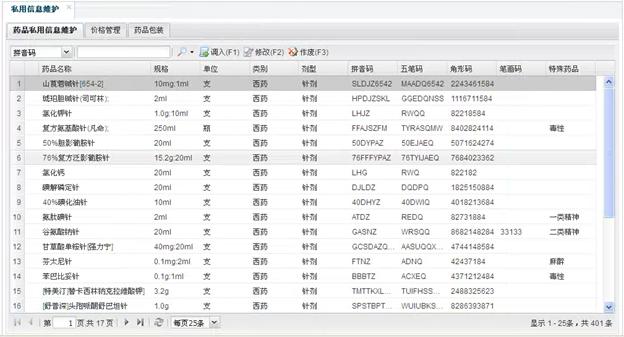 私用信息维护
药品私用信息维护 价格管理 药品包装
拼音码 调入(F1) 修改(F2) 作废(F3)
药品名称 规格 单位 类别 剂型 拼音码 五笔码 角形码 笔画码 特殊药品
1 山莨菪碱针[654-2] 10mg:1ml 支 西药 针剂 SLDJZ6542 MAADQ6542 2243461584
2 琥珀胆碱针(司可林); 2ml 支 西药 针剂 HPDJZSKL GGEDQNSS 1116711584
3 氯化钾针 1.0g:10ml 支 西药 针剂 LHJZ RWQQ 82218584
4 复方氨基酸针(凡命); 250ml 瓶 西药 针剂 FFAJSZFM TYRASQMW 8402824114 毒性
5 50%胆影葡胺针 20ml 支 西药 针剂 50DYPAZ 50EJAEQ 5071624274
6 76%复方泛影葡胺针 15.2g:20ml 支 西药 针剂 76FFFYPAZ 76TYIJAEQ 7684023362
7 氯化钙 20ml 支 西药 针剂 LHG RWQ 822182
8 碘解磷定针 20ml 支 西药 针剂 DJLDZ DQDPQ 1825150884
9 40%碘化油针 10ml 支 西药 针剂 40DHYZ 40DWIQ 4018213684
10 氨肽碘针 2ml 支 西药 针剂 ATDZ REDQ 82731884 一类精神
11 谷氨酸钠针 20ml 支 西药 针剂 GASNZ WRSQQ 8682148284 33133 二类精神
12 甘草酸单铵针[强力宁] 40mg:20ml 支 西药 针剂 GCSDAZQ... AASUQQX... 4744148584
13 芬太尼针 0.1mg:2ml 支 西药 针剂 FTNZ ADNQ 42437184 麻醉
14 苯巴比妥针 0.1g:1ml 支 西药 针剂 BBBTZ ACXEQ 4371212484 毒性
15 [特美汀]替卡西林钠克拉维酸钾] 3.2g 支 西药 针剂 TMTTKXL... TUIFHSS... 2488325623
16 [舒普深]头孢哌酮舒巴坦针 1.0g 支 西药 针剂 SPSTBPT... WUIUBKS... 8286393871
第 1 页,共 17 页 每页25条 显示 1 - 25条，共 401 条